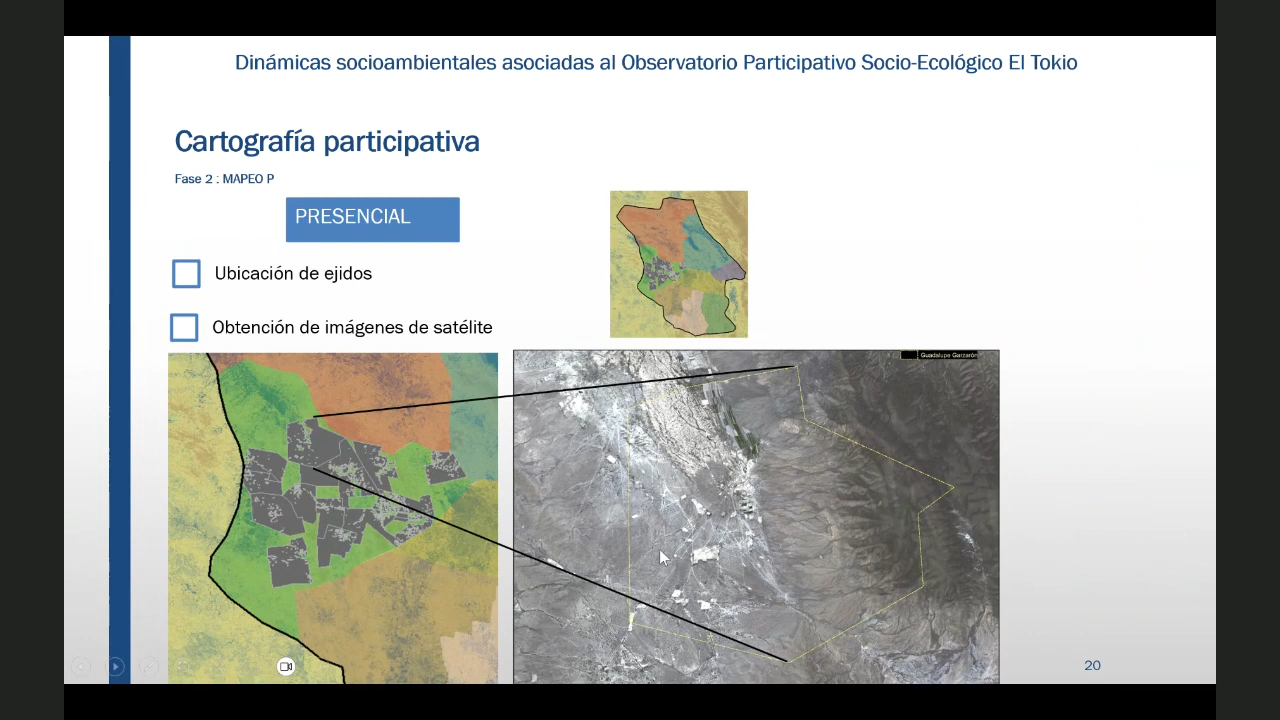 Dinámicas socioambientales asociadas al Observatorio Participativo Socio-Ecológico El Tokio
Cartografía participativa
Fase 2 : MAPEO P
PRESENCIAL
Ubicación de ejidos
Obtención de imágenes de satélite
Guadalupe Garzarón
20